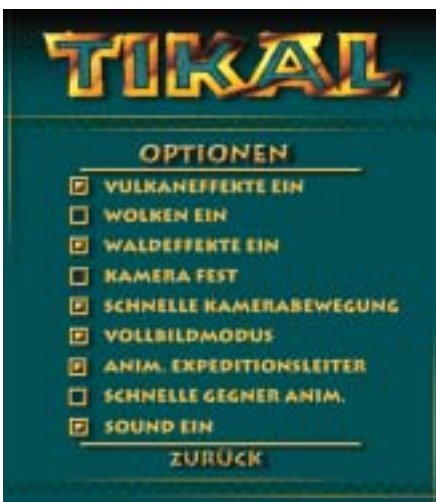 TIKAL
OPTIONEN
VULKANEFFEKTE EIN
WOLKEN EIN
WALDEFFEKTE EIN
KAMERA FEST
SCHNELLE KAMERABEWEGUNG
VOLLBILDMODUS
ANIM. EXPEDITIONSLEITER
SCHNELLE GEGNER ANIM.
SOUND EIN
ZURÜCK